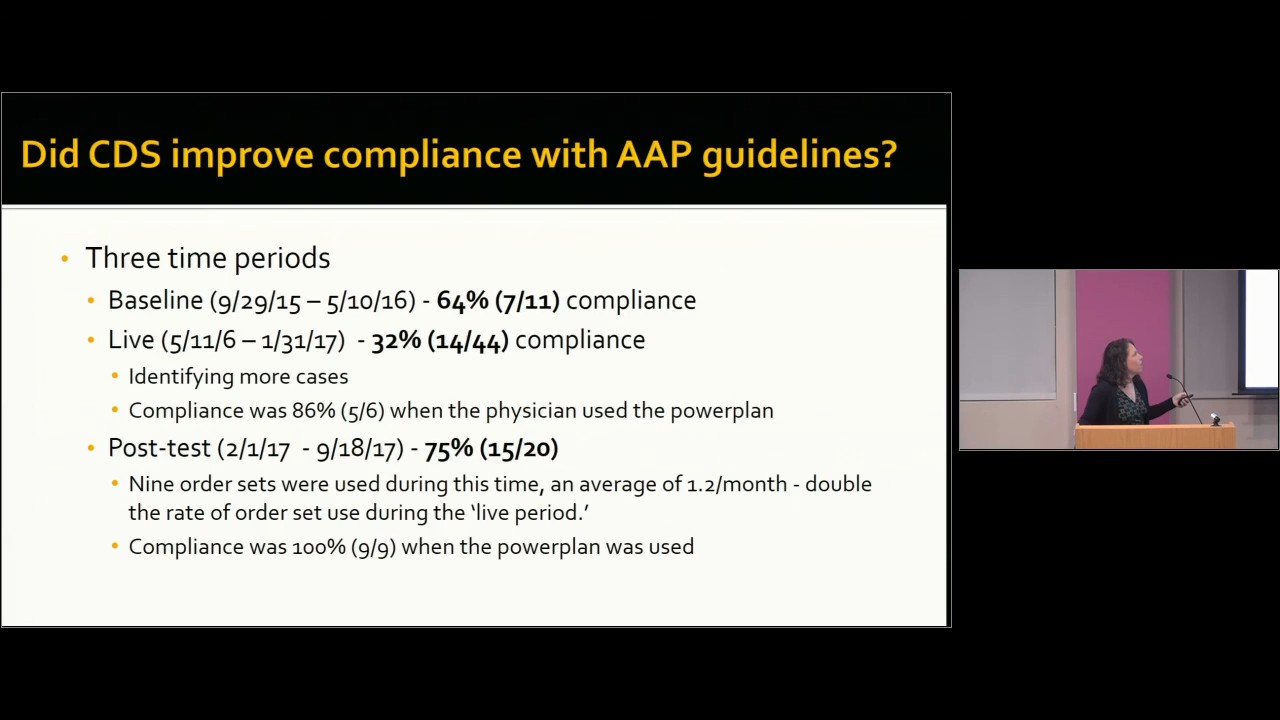 Did CDS improve compliance with AAP guidelines?
• Three time periods
• Baseline (9/29/15 – 5/10/16) - 64% (7/11) compliance
• Live (5/11/6 – 1/31/17)  - 32% (14/44) compliance
• Identifying more cases
• Compliance was 86% (5/6) when the physician used the powerplan
• Post-test (2/1/17  - 9/18/17) - 75% (15/20)
• Nine order sets were used during this time, an average of 1.2/month - double
the rate of order set use during the ‘live period.’
• Compliance was 100% (9/9) when the powerplan was used